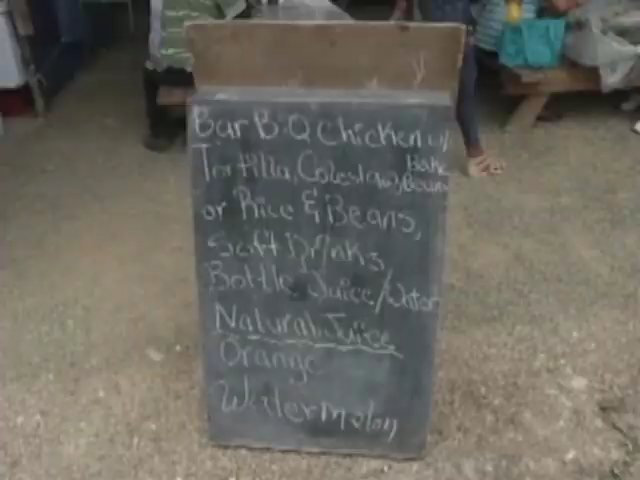 Bar B-Q Chicken w/
Tortilla, Coleslaw, Bake Beans
or Rice & Beans,
Soft Drinks,
Bottle Juice/Water
Natural Juice
Orange
Watermelon